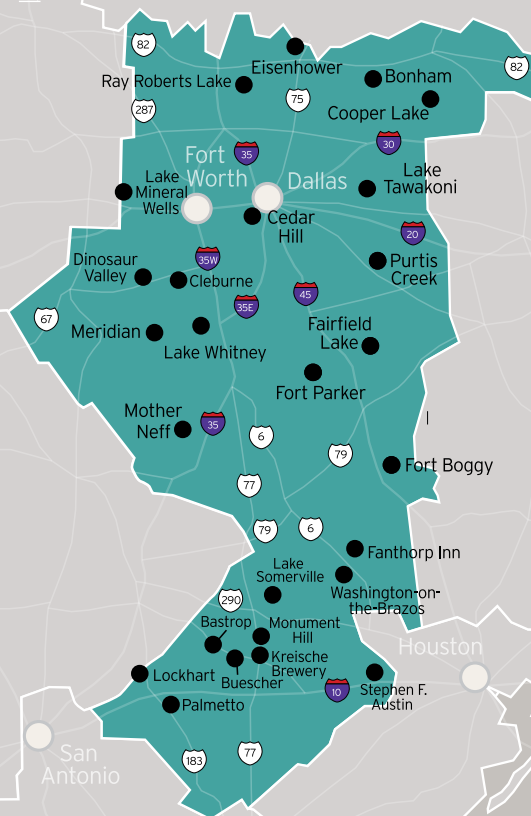 82
Eisenhower
82
Ray Roberts Lake
Bonham
75
287
Cooper Lake
30
35
Fort
Worth
Dallas
Lake
Tawakoni
Lake
Mineral
Wells
Cedar
Hill
20
Dinosaur
Valley
35W
Cleburne
Purtis
Creek
45
35E
67
Meridian
Lake Whitney
Fairfield
Lake
Fort Parker
Mother
Neff
35
6
79
Fort Boggy
77
79
6
Fanthorp Inn
Lake
Somerville
Washington-on-
the-Brazos
290
Bastrop
Monument
Hill
Houston
Kreische
Brewery
Lockhart
Buescher
10
Stephen F.
Austin
Palmetto
San
Antonio
183
77